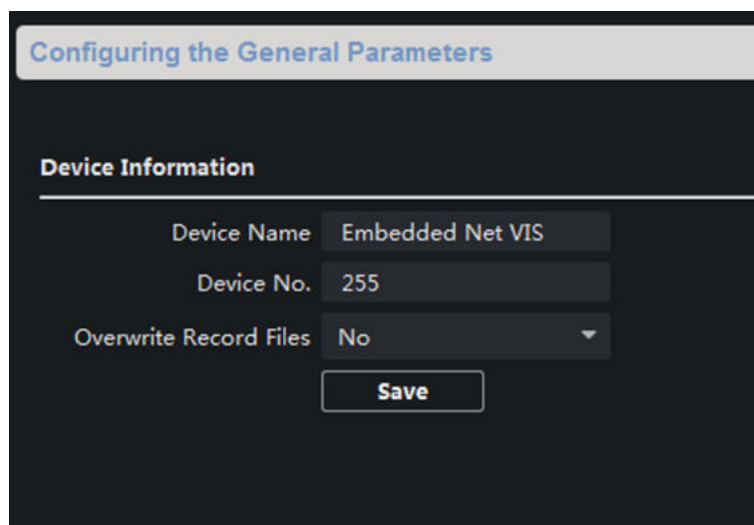 Configuring the General Parameters
Device Information
Device Name Embedded Net VIS
Device No. 255
Overwrite Record Files No
Save